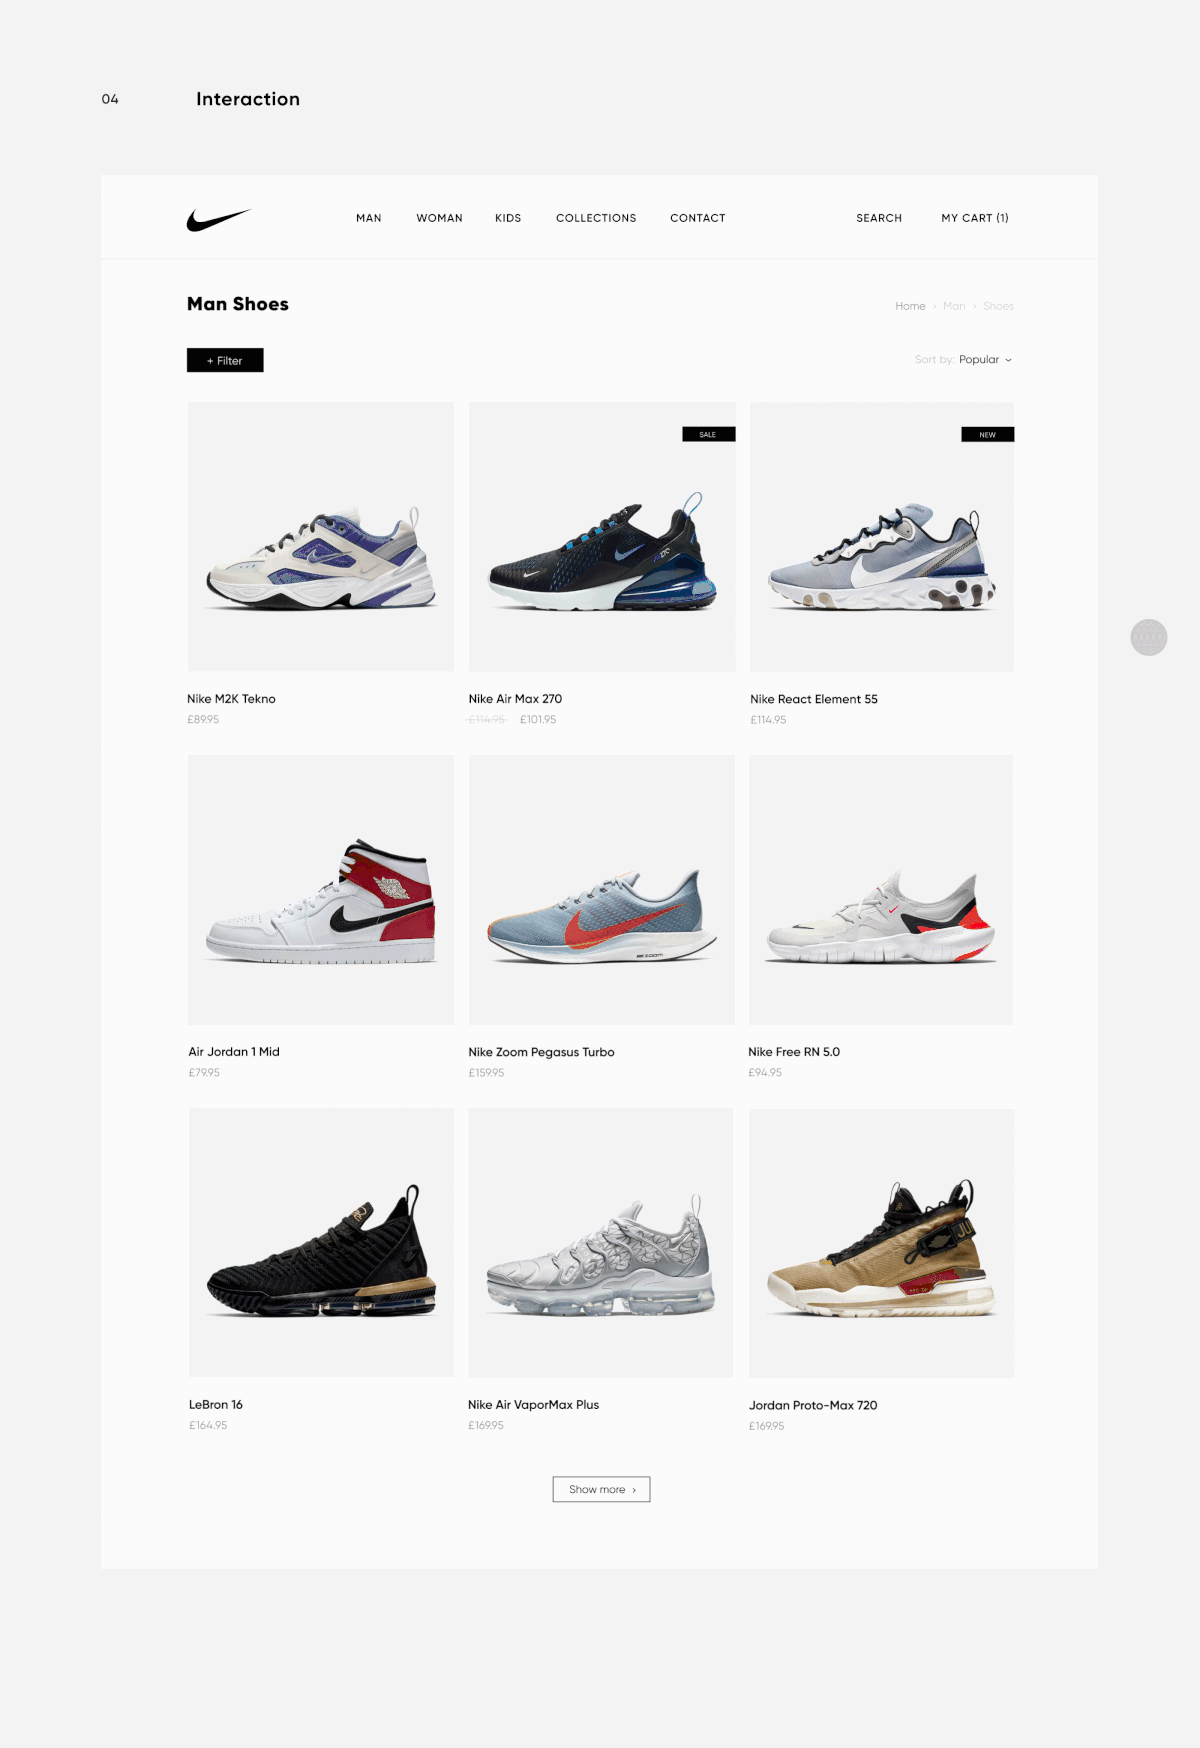 04 Interaction
MAN WOMAN KIDS COLLECTIONS CONTACT SEARCH MY CART (1)
Man Shoes
Home › Man › Shoes
+ Filter
Sort by: Popular
SALE
NEW
Nike M2K Tekno
£89.95
Nike Air Max 270
£114.95 £101.95
Nike React Element 55
£114.95
Air Jordan 1 Mid
£79.95
Nike Zoom Pegasus Turbo
£159.95
Nike Free RN 5.0
£94.95
LeBron 16
£164.95
Nike Air VaporMax Plus
£169.95
Jordan Proto-Max 720
£169.95
Show more ›